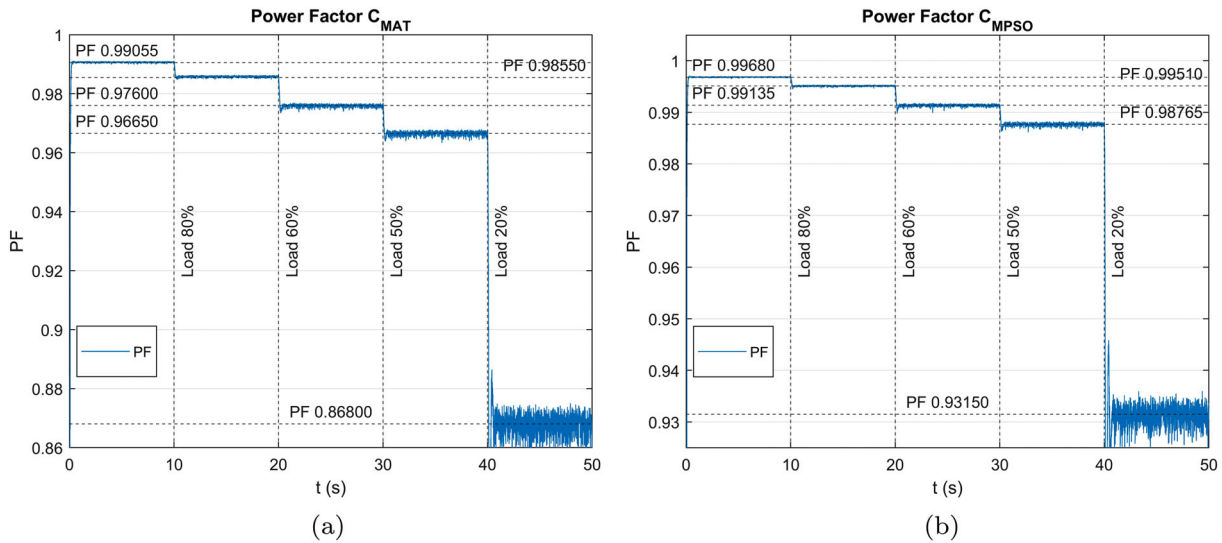 Power Factor C_MAT
1
PF 0.99055
PF 0.98550
0.98
PF 0.97600
PF 0.96650
0.96
0.94
PF
0.92
Load 80%
Load 60%
Load 50%
Load 20%
0.9
PF
0.88
PF 0.86800
0.86
0 10 20 30 40 50
t (s)
(a)
Power Factor C_MPSO
1
PF 0.99680
PF 0.99510
0.99
PF 0.99135
PF 0.98765
0.98
0.97
PF
0.96
Load 80%
Load 60%
Load 50%
Load 20%
0.95
PF
0.94
PF 0.93150
0.93
0 10 20 30 40 50
t (s)
(b)